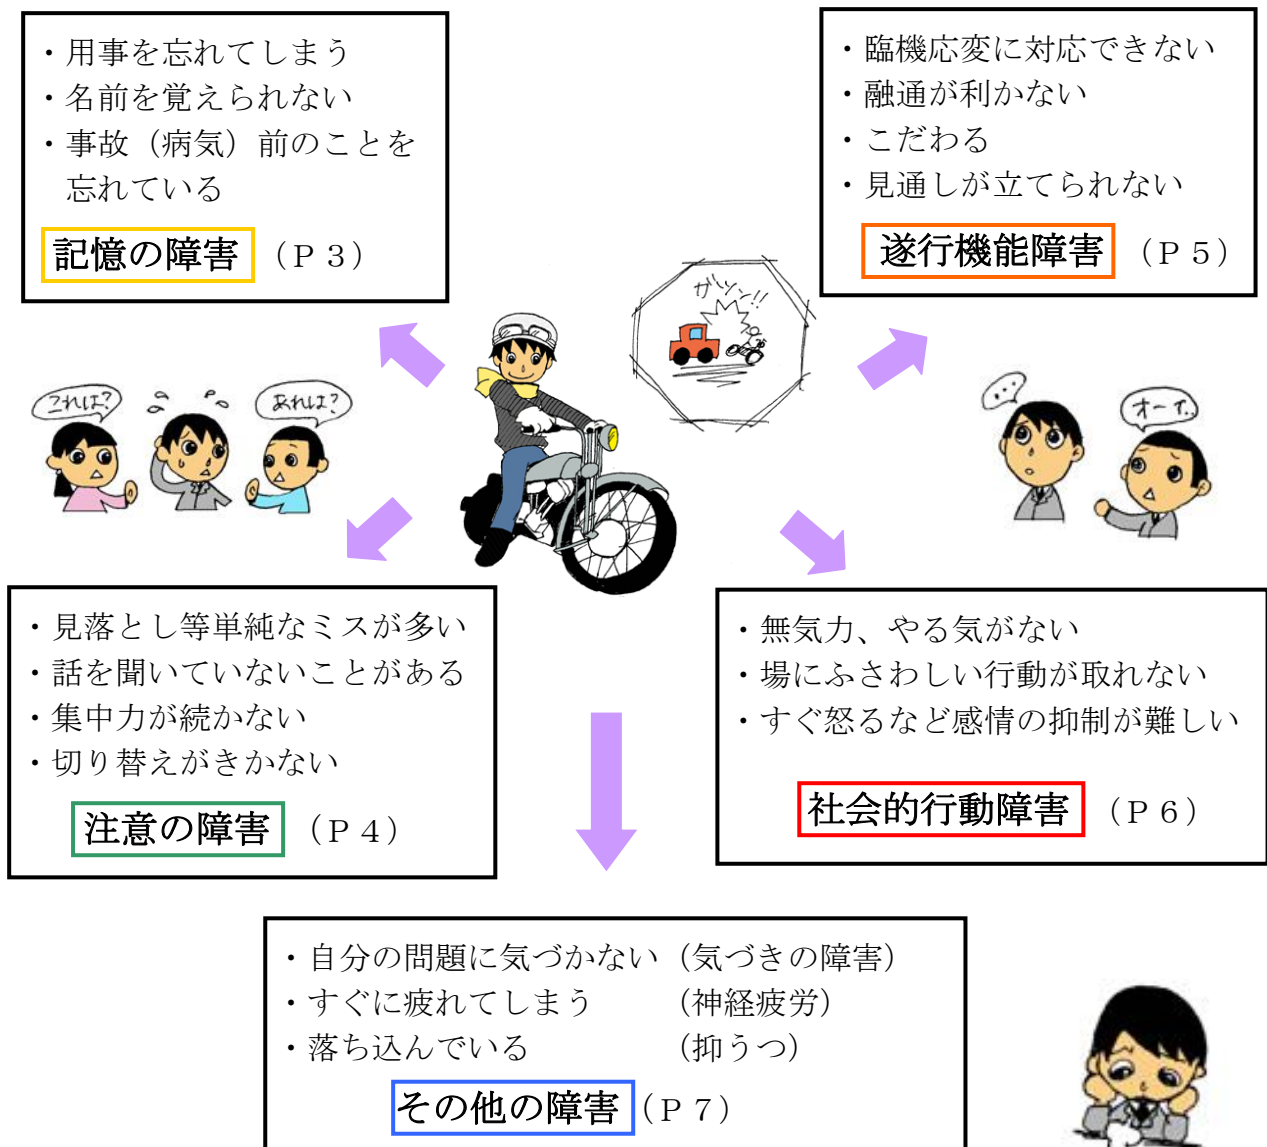 ・用事を忘れてしまう
・名前を覚えられない
・事故（病気）前のことを
忘れている
記憶の障害（Ｐ３）
・臨機応変に対応できない
・融通が利かない
・こだわる
・見通しが立てられない
遂行機能障害（Ｐ５）
ガツン!!
これは?
あれは?
・・・
オーイ..
・見落とし等単純なミスが多い
・話を聞いていないことがある
・集中力が続かない
・切り替えがきかない
注意の障害（Ｐ４）
・無気力、やる気がない
・場にふさわしい行動が取れない
・すぐ怒るなど感情の抑制が難しい
社会的行動障害（Ｐ６）
・自分の問題に気づかない（気づきの障害）
・すぐに疲れてしまう　　（神経疲労）
・落ち込んでいる　　　　（抑うつ）
その他の障害（Ｐ７）